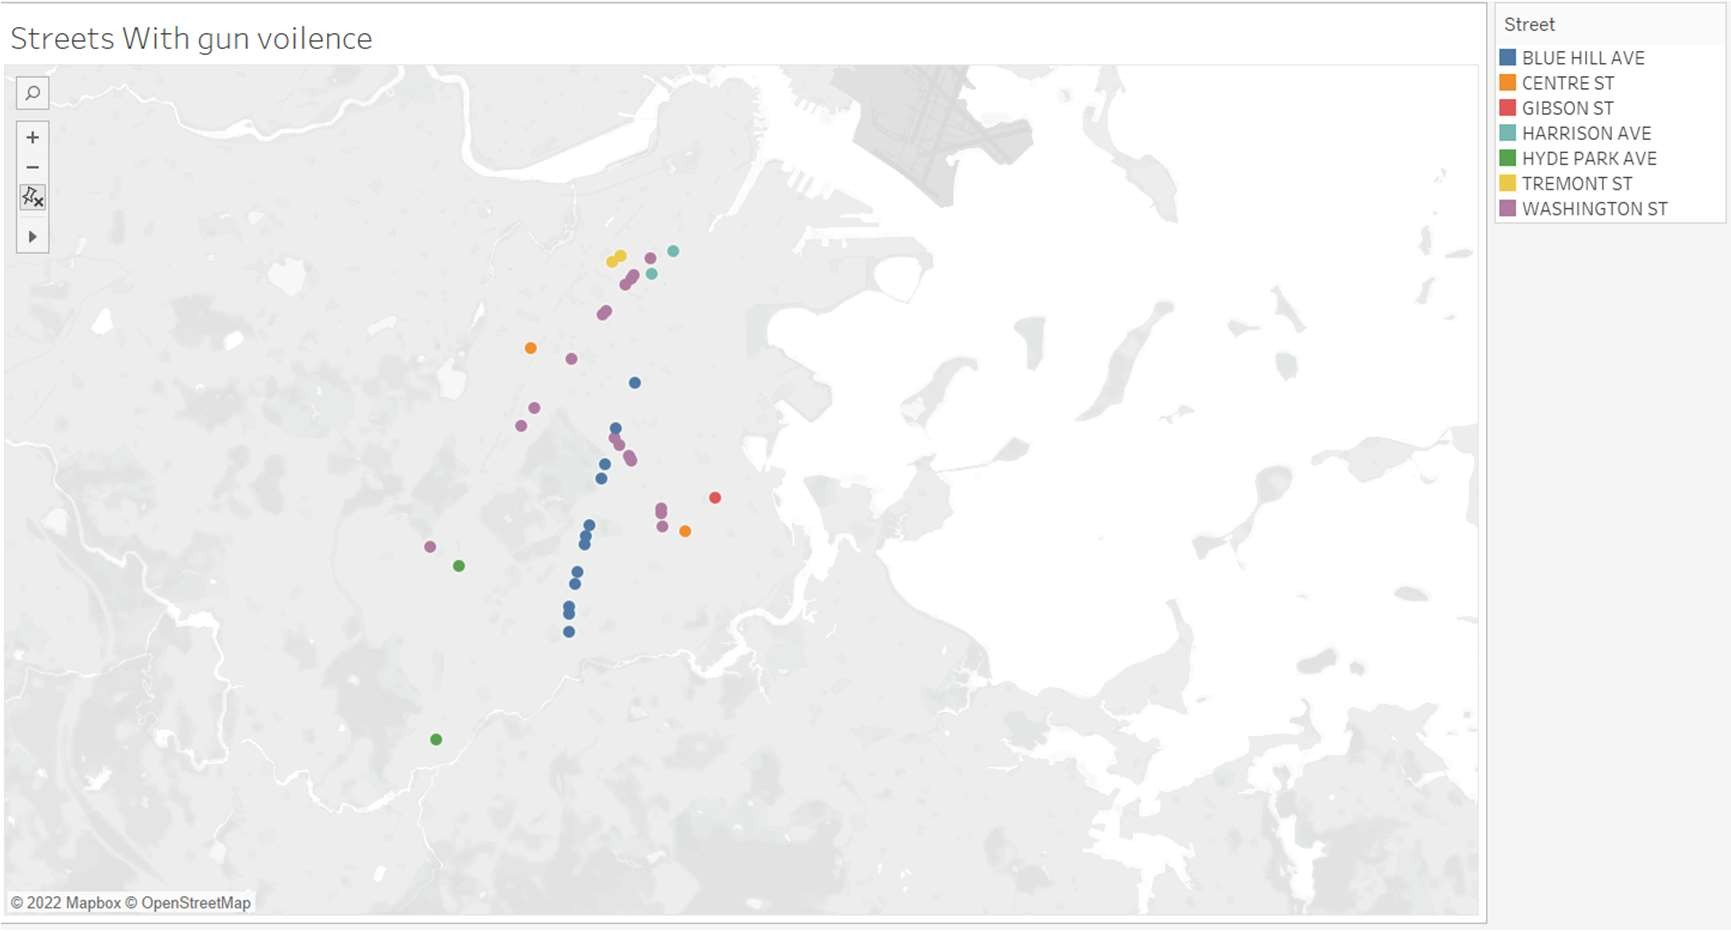 Streets With gun voilence
Street
BLUE HILL AVE
CENTRE ST
GIBSON ST
HARRISON AVE
HYDE PARK AVE
TREMONT ST
WASHINGTON ST
© 2022 Mapbox © OpenStreetMap